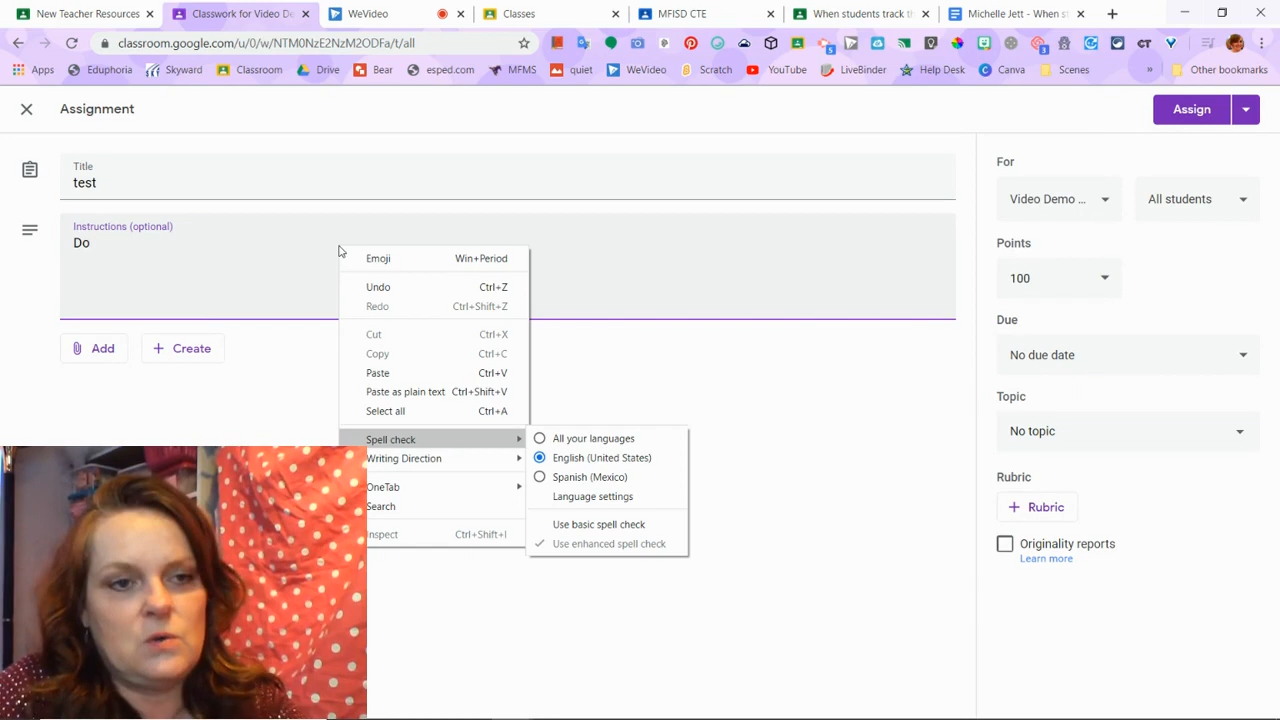 New Teacher Resources
Classwork for Video De
WeVideo
Classes
MFISD CTE
When students track th
Michelle Jett - When st
classroom.google.com/u/0/w/NTM0NzE2NzM2ODFa/t/all
Apps
Eduphoria
Skyward
Classroom
Drive
Bear
esped.com
MFMS
quiet
WeVideo
Scratch
YouTube
LiveBinder
Help Desk
Canva
Scenes
»
Other bookmarks
Assignment
Assign
Title
test
Instructions (optional)
Do
Add
Create
Emoji Win+Period
Undo Ctrl+Z
Redo Ctrl+Shift+Z
Cut Ctrl+X
Copy Ctrl+C
Paste Ctrl+V
Paste as plain text Ctrl+Shift+V
Select all Ctrl+A
Spell check
Writing Direction
OneTab
Search
Inspect Ctrl+Shift+I
All your languages
English (United States)
Spanish (Mexico)
Language settings
Use basic spell check
Use enhanced spell check
For
Video Demo ...
All students
Points
100
Due
No due date
Topic
No topic
Rubric
Rubric
Originality reports
Learn more